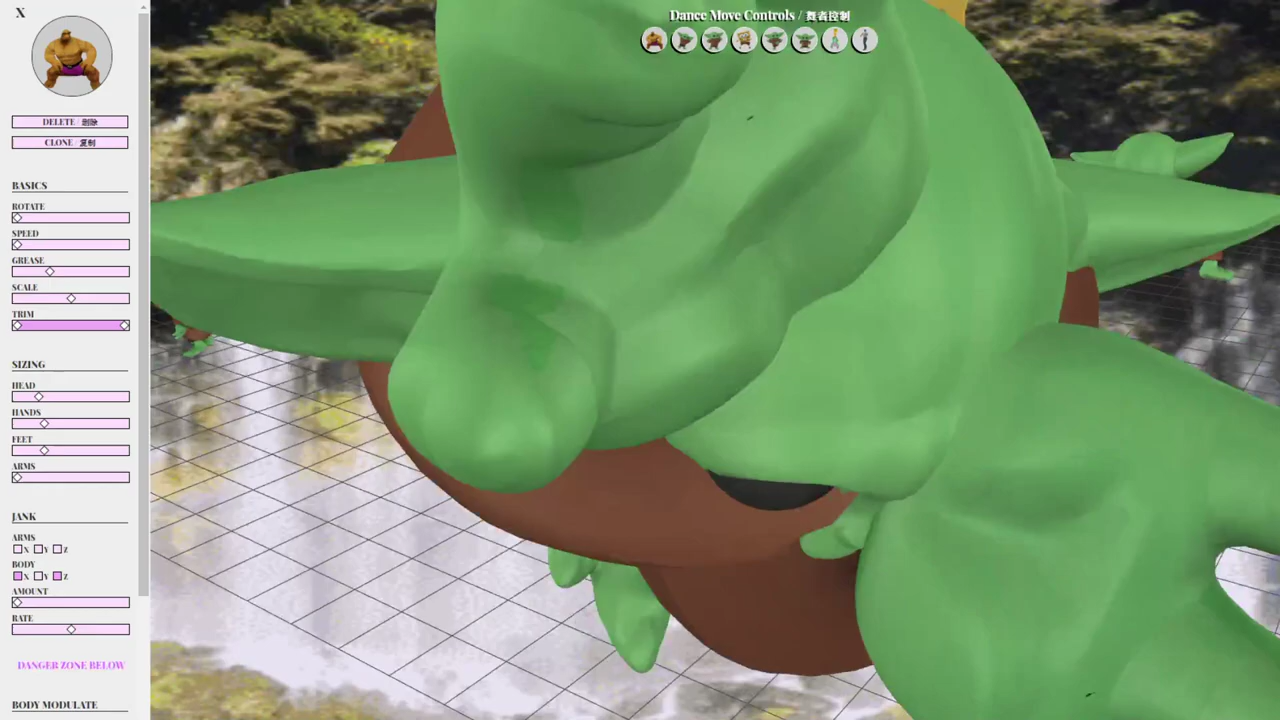 X
Dance Move Controls / 舞者控制
DELETE / 刪除
CLONE / 复制
BASICS
ROTATE
SPEED
GREASE
SCALE
TRIM
SIZING
HEAD
HANDS
FEET
ARMS
JANK
ARMS
X Y Z
BODY
X Y Z
AMOUNT
RATE
DANGER ZONE BELOW
BODY MODULATE